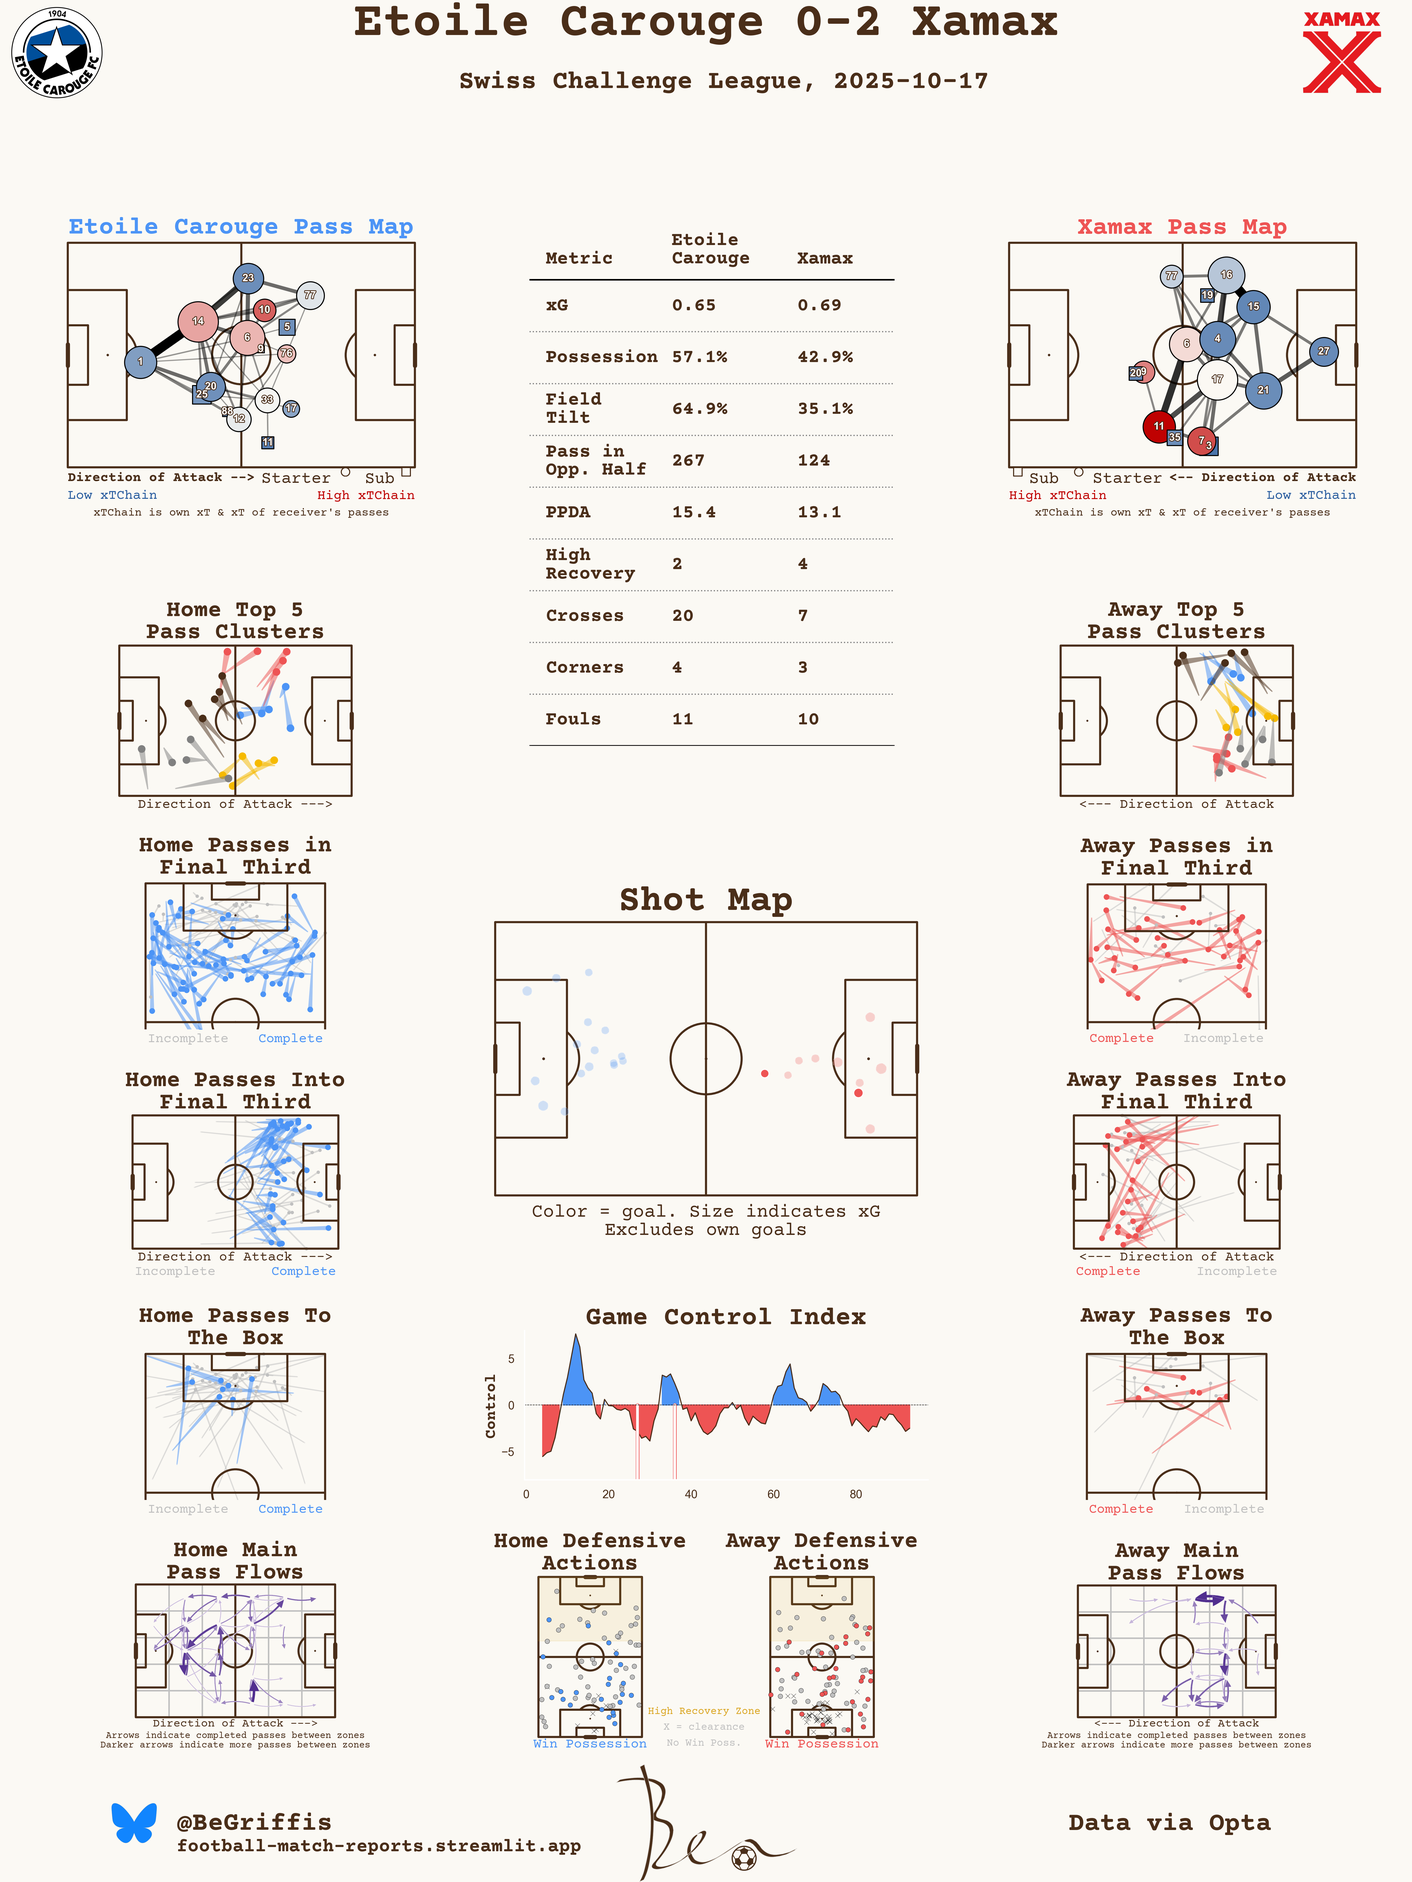 Etoile Carouge 0-2 Xamax
Swiss Challenge League, 2025-10-17
1904
ETOILE CAROUGE FC
XAMAX
Etoile Carouge Pass Map
23
77
10
14
5
6
9
76
1
20
25
33
88
12
17
11
Direction of Attack --> Starter Sub
Low xTChain High xTChain
xTChain is own xT & xT of receiver's passes
Metric Etoile Carouge Xamax
xG 0.65 0.69
Possession 57.1% 42.9%
Field Tilt 64.9% 35.1%
Pass in Opp. Half 267 124
PPDA 15.4 13.1
High Recovery 2 4
Crosses 20 7
Corners 4 3
Fouls 11 10
Xamax Pass Map
77
16
19
15
6
4
27
20
9
17
21
11
35
7
3
Sub Starter <-- Direction of Attack
High xTChain Low xTChain
xTChain is own xT & xT of receiver's passes
Home Top 5
Pass Clusters
Direction of Attack --->
Away Top 5
Pass Clusters
<--- Direction of Attack
Home Passes in
Final Third
Incomplete Complete
Away Passes in
Final Third
Complete Incomplete
Shot Map
Color = goal. Size indicates xG
Excludes own goals
Home Passes Into
Final Third
Direction of Attack --->
Incomplete Complete
Away Passes Into
Final Third
<--- Direction of Attack
Complete Incomplete
Home Passes To
The Box
Incomplete Complete
Game Control Index
Control
5
0
−5
0 20 40 60 80
Away Passes To
The Box
Complete Incomplete
Home Main
Pass Flows
Direction of Attack --->
Arrows indicate completed passes between zones
Darker arrows indicate more passes between zones
Home Defensive
Actions
Win Possession
High Recovery Zone
X = clearance
No Win Poss.
Away Defensive
Actions
Win Possession
Away Main
Pass Flows
<--- Direction of Attack
Arrows indicate completed passes between zones
Darker arrows indicate more passes between zones
@BeGriffis
football-match-reports.streamlit.app
Ben
Data via Opta